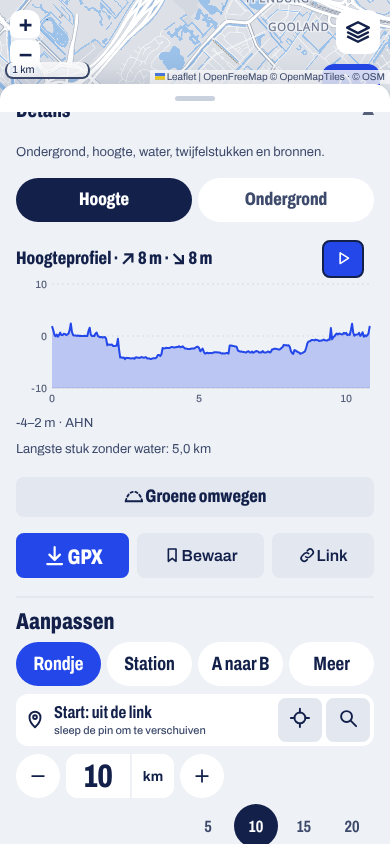 GOOLAND
+
−
1 km
Leaflet | OpenFreeMap © OpenMapTiles · © OSM
Details
Ondergrond, hoogte, water, twijfelstukken en bronnen.
Hoogte
Ondergrond
Hoogteprofiel · ↗ 8 m · ↘ 8 m
10
0
-10
0 5 10
-4–2 m · AHN
Langste stuk zonder water: 5,0 km
Groene omwegen
GPX
Bewaar
Link
Aanpassen
Rondje
Station
A naar B
Meer
Start: uit de link
sleep de pin om te verschuiven
− 10 km +
5 10 15 20